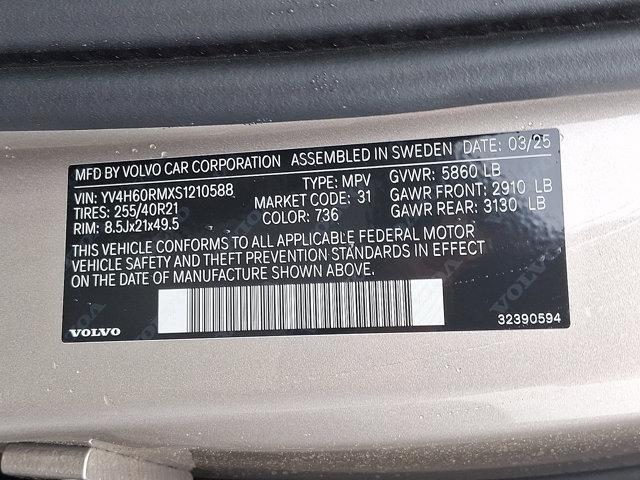 MFD BY VOLVO CAR CORPORATION ASSEMBLED IN SWEDEN DATE: 03/25
VIN: YV4H60RMXS1210588 TYPE: MPV GVWR: 5860 LB
TIRES: 255/40R21 MARKET CODE: 31 GAWR FRONT: 2910 LB
RIM: 8.5Jx21x49.5 COLOR: 736 GAWR REAR: 3130 LB
THIS VEHICLE CONFORMS TO ALL APPLICABLE FEDERAL MOTOR
VEHICLE SAFETY AND THEFT PREVENTION STANDARDS IN EFFECT
ON THE DATE OF MANUFACTURE SHOWN ABOVE.
VOLVO
VOLVO 32390594